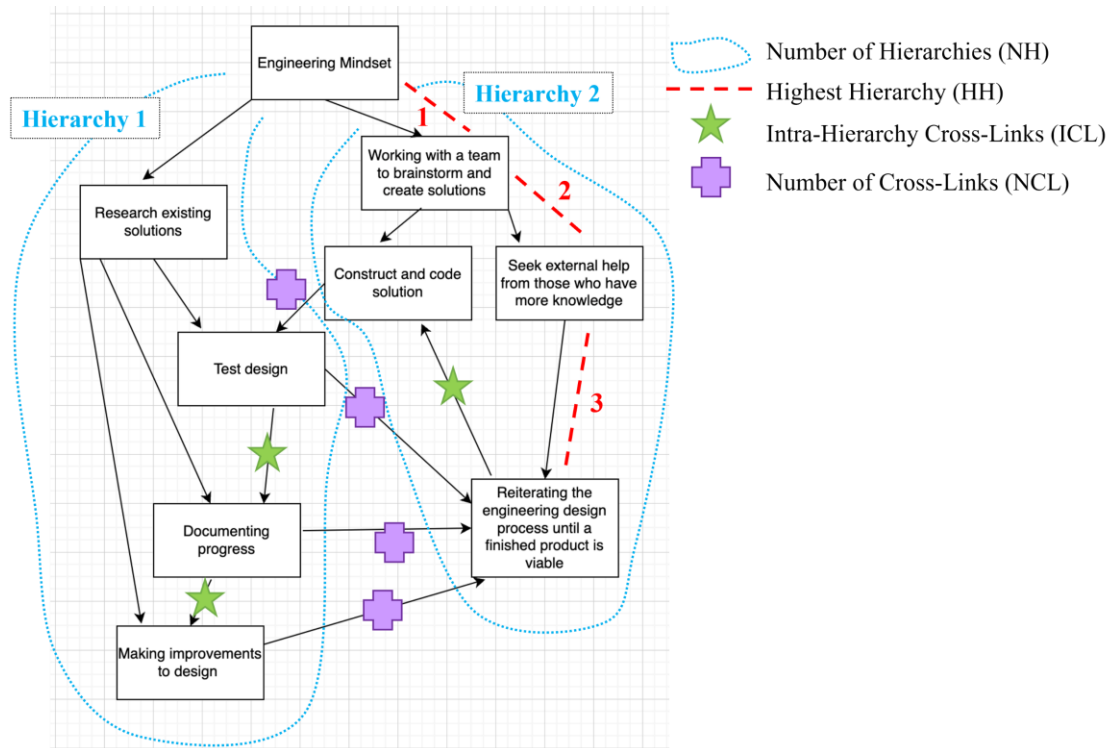 Engineering Mindset
Hierarchy 1
1
Hierarchy 2
Number of Hierarchies (NH)
Highest Hierarchy (HH)
Intra-Hierarchy Cross-Links (ICL)
Number of Cross-Links (NCL)
Working with a team
to brainstorm and
create solutions
2
Research existing
solutions
Construct and code
solution
Seek external help
from those who have
more knowledge
Test design
3
Documenting
progress
Reiterating the
engineering design
process until a
finished product is
viable
Making improvements
to design